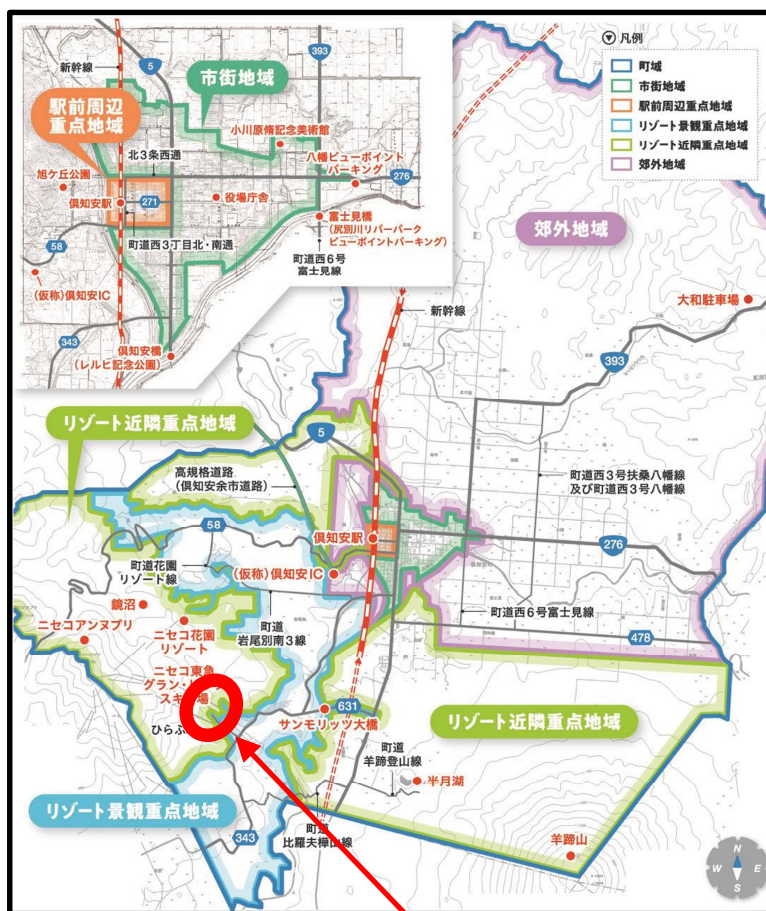 凡例
町域
市街地域
駅前周辺重点地域
リゾート景観重点地域
リゾート近隣重点地域
郊外地域
新幹線
5
393
市街地域
駅前周辺
重点地域
小川原脩記念美術館
北3条西通
八幡ビューポイント
パーキング
旭ケ丘公園
276
倶知安駅
271
役場庁舎
富士見橋
(尻別川リバーパーク
ビューポイントパーキング)
町道西3丁目北・南通
58
町道西6号
富士見線
(仮称)倶知安IC
343
倶知安橋
(レルヒ記念公園)
郊外地域
大和駐車場
新幹線
393
リゾート近隣重点地域
5
高規格道路
(倶知安余市道路)
町道西3号扶桑八幡線
及び町道西3号八幡線
58
倶知安駅
276
町道花園
リゾート線
(仮称)倶知安IC
鏡沼
町道西6号富士見線
ニセコアンヌプリ
ニセコ花園
リゾート
町道
岩尾別南3線
478
ニセコ東急
グラン・
スキ
場
ひらふ
631
サンモリッツ大橋
リゾート近隣重点地域
町道
羊蹄登山線
半月湖
リゾート景観重点地域
343
町道
比羅夫樺山線
羊蹄山
N
W
E
S